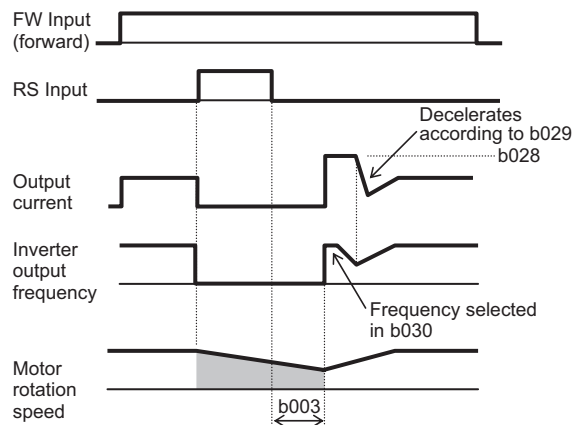 FW Input
(forward)
RS Input
Decelerates
according to b029
b028
Output
current
Inverter
output
frequency
Frequency selected
in b030
Motor
rotation
speed
b003